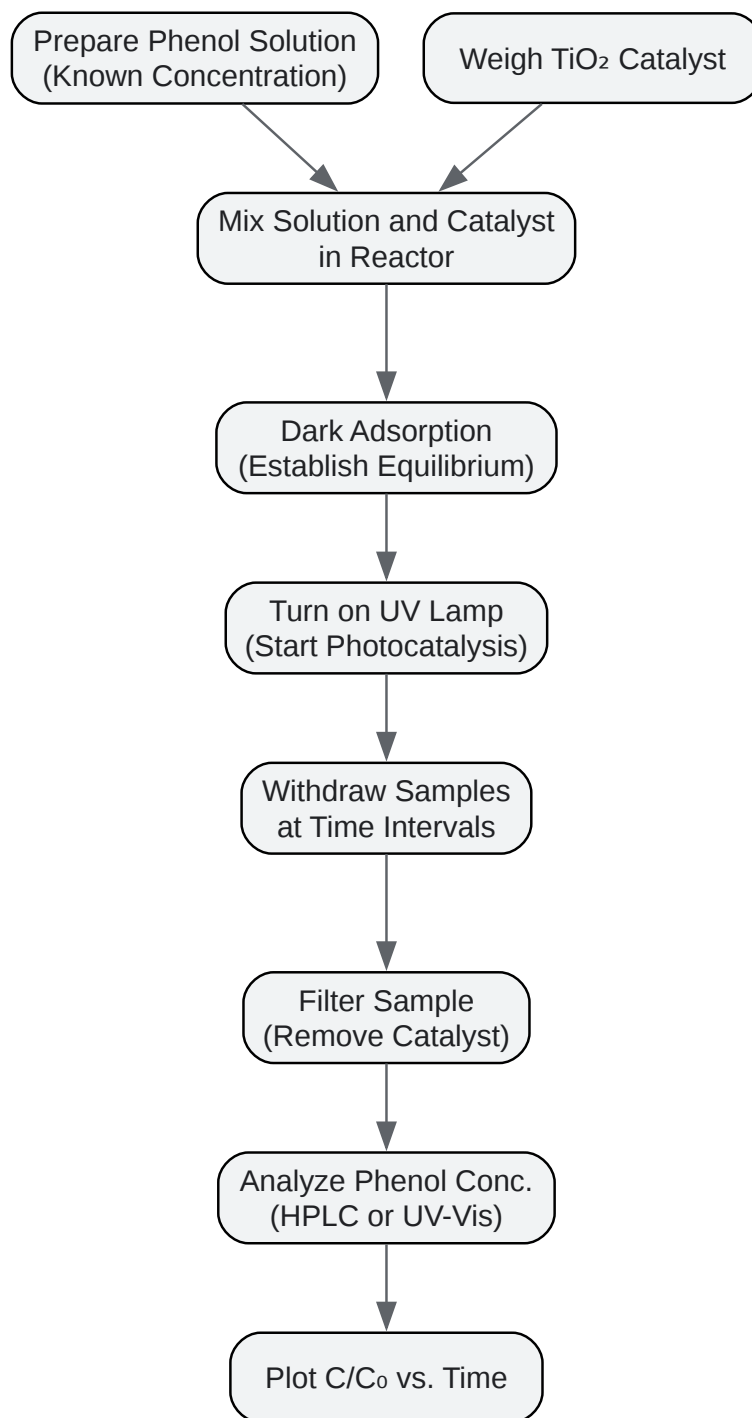 Prepare Phenol Solution
(Known Concentration)
Weigh TiO₂ Catalyst
Mix Solution and Catalyst
in Reactor
Dark Adsorption
(Establish Equilibrium)
Turn on UV Lamp
(Start Photocatalysis)
Withdraw Samples
at Time Intervals
Filter Sample
(Remove Catalyst)
Analyze Phenol Conc.
(HPLC or UV-Vis)
Plot C/C₀ vs. Time